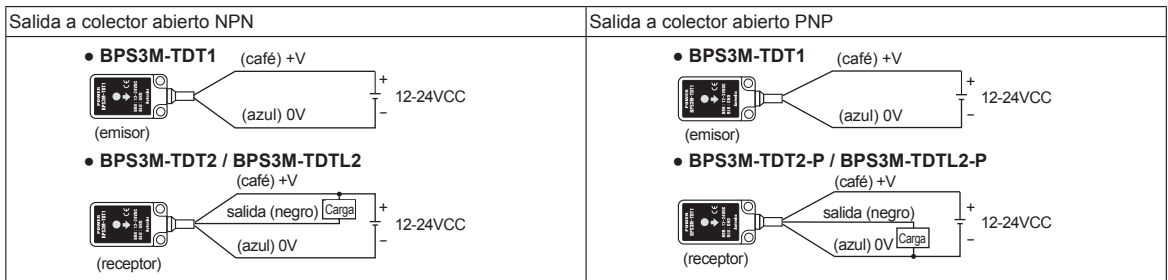 Salida a colector abierto NPN
● BPS3M-TDT1
(café) +V
+
12-24VCC
−
(azul) 0V
(emisor)
● BPS3M-TDT2 / BPS3M-TDTL2
(café) +V
salida (negro)
Carga
+
12-24VCC
−
(azul) 0V
(receptor)
Salida a colector abierto PNP
● BPS3M-TDT1
(café) +V
+
12-24VCC
−
(azul) 0V
(emisor)
● BPS3M-TDT2-P / BPS3M-TDTL2-P
(café) +V
salida (negro)
+
12-24VCC
−
(azul) 0V
Carga
(receptor)